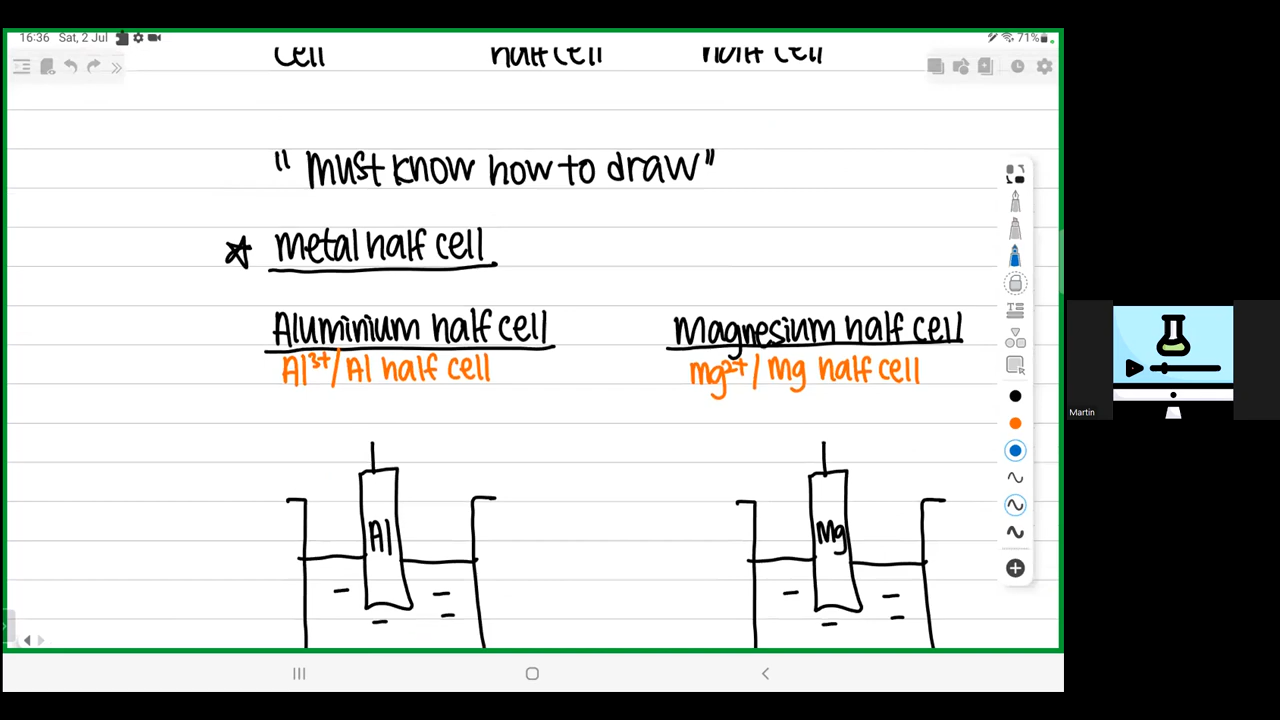 16:36 Sat, 2 Jul 71%
cell half cell half cell
"must know how to draw"
metal half cell
Aluminium half cell Magnesium half cell
Al³⁺/Al half cell mg²⁺/Mg half cell
Al Mg
Martin